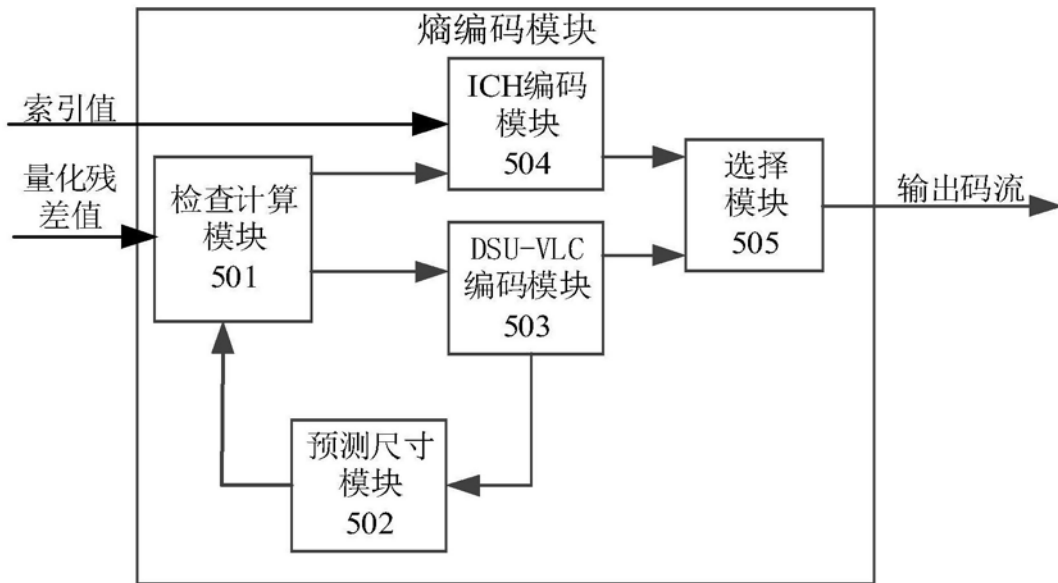 熵编码模块
索引值
ICH编码
模块
504
量化残
差值
检查计算
模块
501
选择
模块
505
输出码流
DSU-VLC
编码模块
503
预测尺寸
模块
502